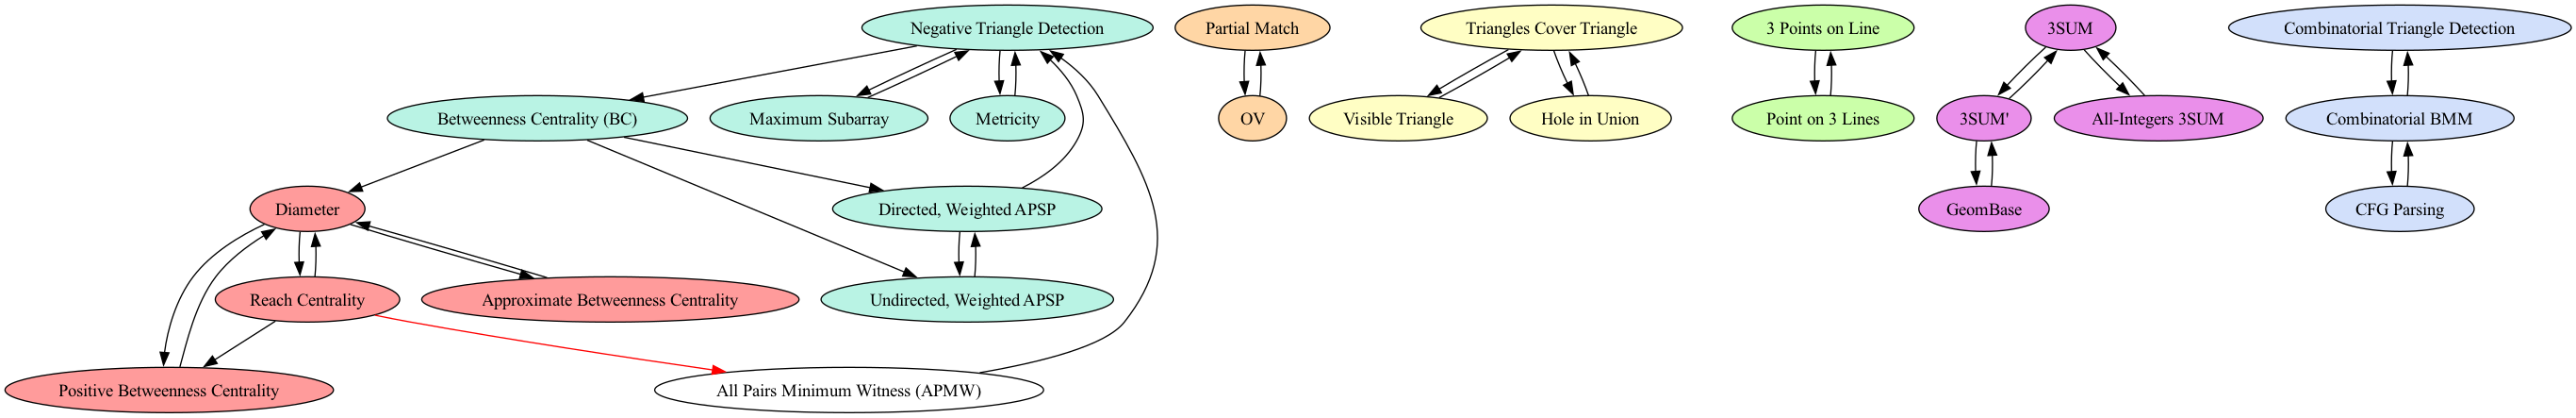 Negative Triangle Detection
Partial Match
Triangles Cover Triangle
3 Points on Line
3SUM
Combinatorial Triangle Detection
Betweenness Centrality (BC)
Maximum Subarray
Metricity
OV
Visible Triangle
Hole in Union
Point on 3 Lines
3SUM'
All-Integers 3SUM
Combinatorial BMM
Diameter
Directed, Weighted APSP
GeomBase
CFG Parsing
Reach Centrality
Approximate Betweenness Centrality
Undirected, Weighted APSP
Positive Betweenness Centrality
All Pairs Minimum Witness (APMW)